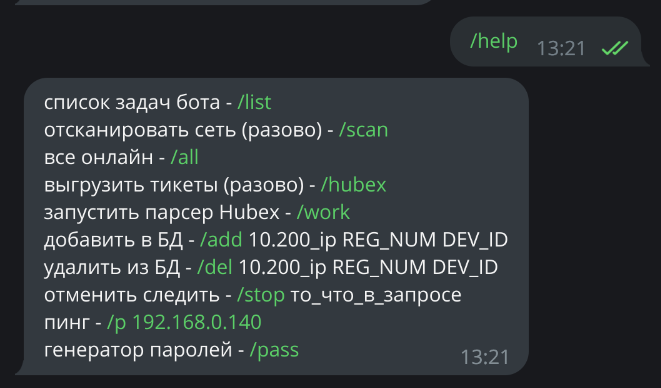 /help 13:21
список задач бота - /list
отсканировать сеть (разово) - /scan
все онлайн - /all
выгрузить тикеты (разово) - /hubex
запустить парсер Hubex - /work
добавить в БД - /add 10.200_ip REG_NUM DEV_ID
удалить из БД - /del 10.200_ip REG_NUM DEV_ID
отменить следить - /stop то_что_в_запросе
пинг - /p 192.168.0.140
генератор паролей - /pass
13:21